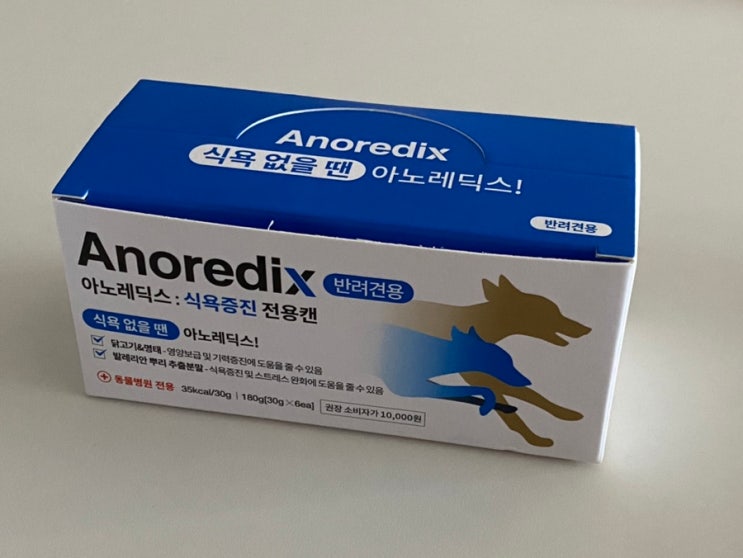 Anoredix
식욕 없을 땐 아노레딕스!
반려견용
Anoredix 반려견용
아노레딕스 : 식욕증진 전용캔
식욕 없을 땐 아노레딕스!
닭고기&명태 - 영양보급 및 기력증진에 도움을 줄 수 있음
발레리안 뿌리 추출분말 - 식욕증진 및 스트레스 완화에 도움을 줄 수 있음
동물병원 전용 35kcal/30g | 180g[30g×6ea] 권장 소비자가 10,000원